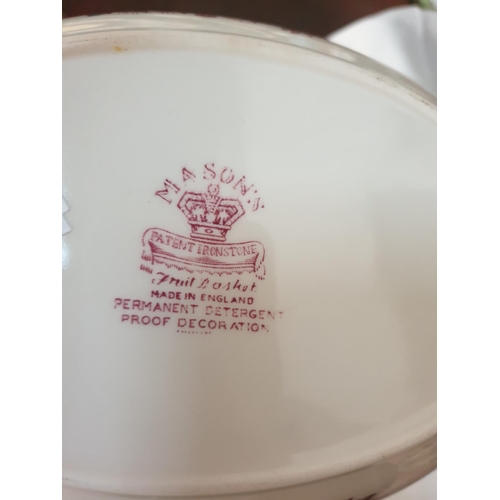 MASON'S
PATENT IRONSTONE
Fruit Basket
MADE IN ENGLAND
PERMANENT DETERGENT
PROOF DECORATION